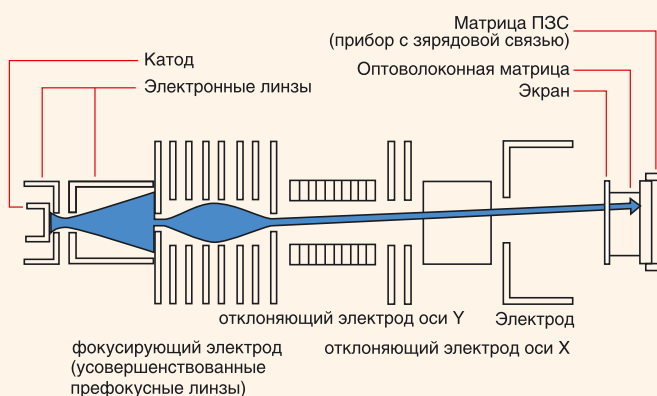 Матрица ПЗС
(прибор с зярядовой связью)
Катод
Оптоволоконная матрица
Электронные линзы
Экран
отклоняющий электрод оси Y
Электрод
фокусирующий электрод
отклоняющий электрод оси X
(усовершенствованные
префокусные линзы)